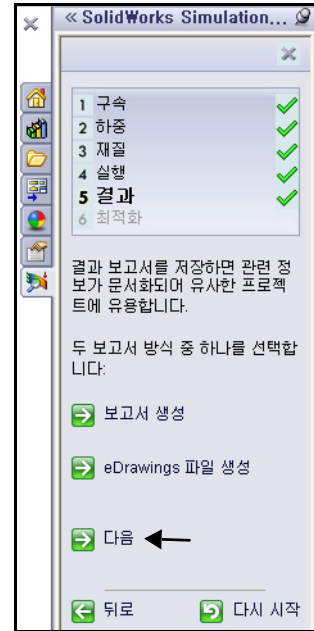 « SolidWorks Simulation...
1 구속
2 하중
3 재질
4 실행
5 결과
6 최적화
결과 보고서를 저장하면 관련 정
보가 문서화되며 유사한 프로젝
트에 유용합니다.
두 보고서 방식 중 하나를 선택합
니다:
보고서 생성
eDrawings 파일 생성
다음
뒤로 다시 시작